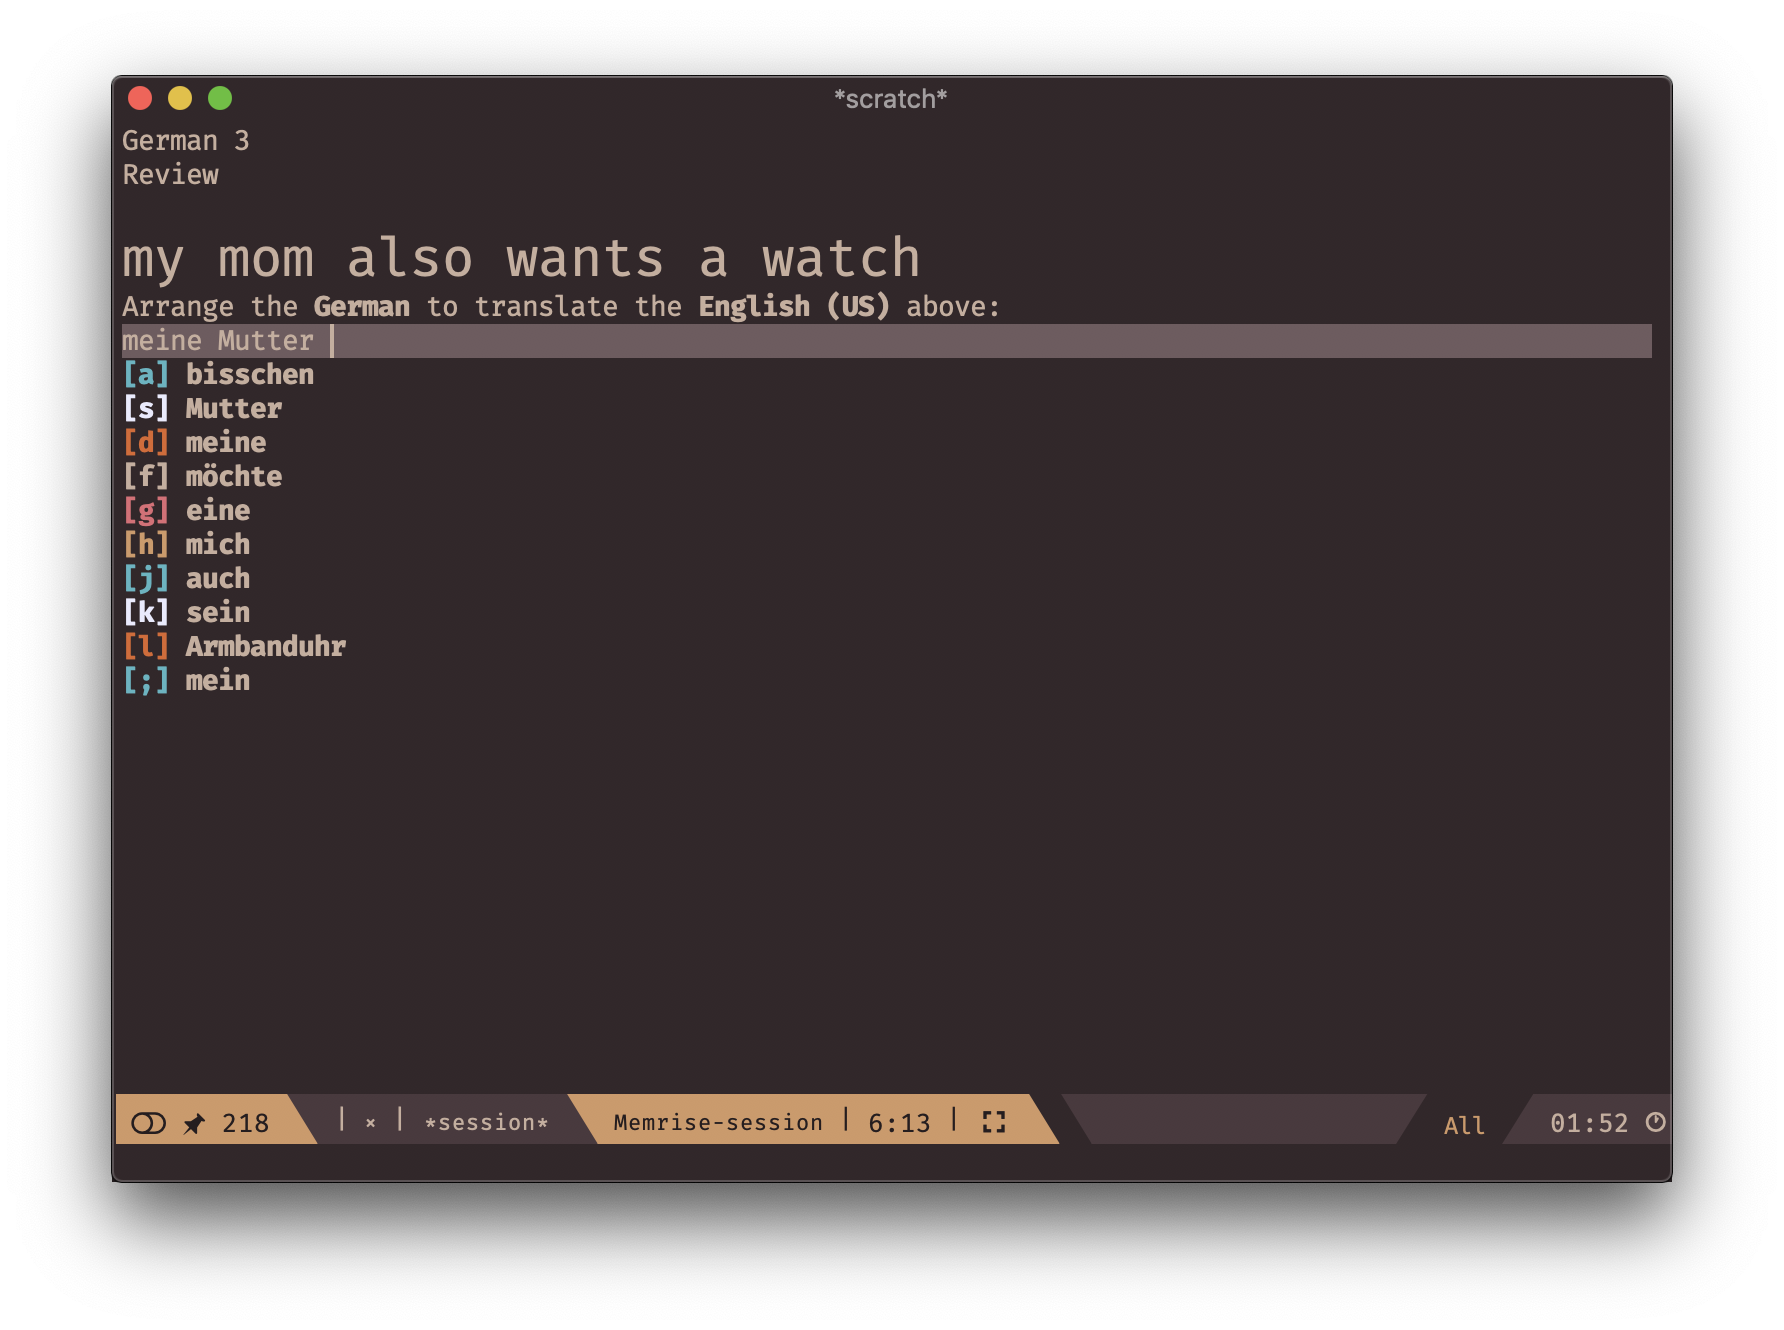 *scratch*
German 3
Review
my mom also wants a watch
Arrange the German to translate the English (US) above:
meine Mutter
[a] bisschen
[s] Mutter
[d] meine
[f] möchte
[g] eine
[h] mich
[j] auch
[k] sein
[l] Armbanduhr
[;] mein
218 | × | *session* Memrise-session | 6:13 | All 01:52